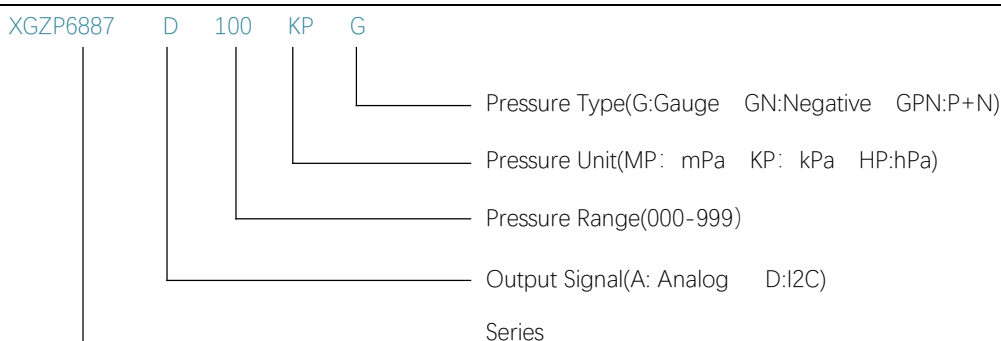 XGZP6887 D 100 KP G
Pressure Type(G:Gauge GN:Negative GPN:P+N)
Pressure Unit(MP：mPa KP：kPa HP:hPa)
Pressure Range(000-999）
Output Signal(A: Analog D:I2C)
Series